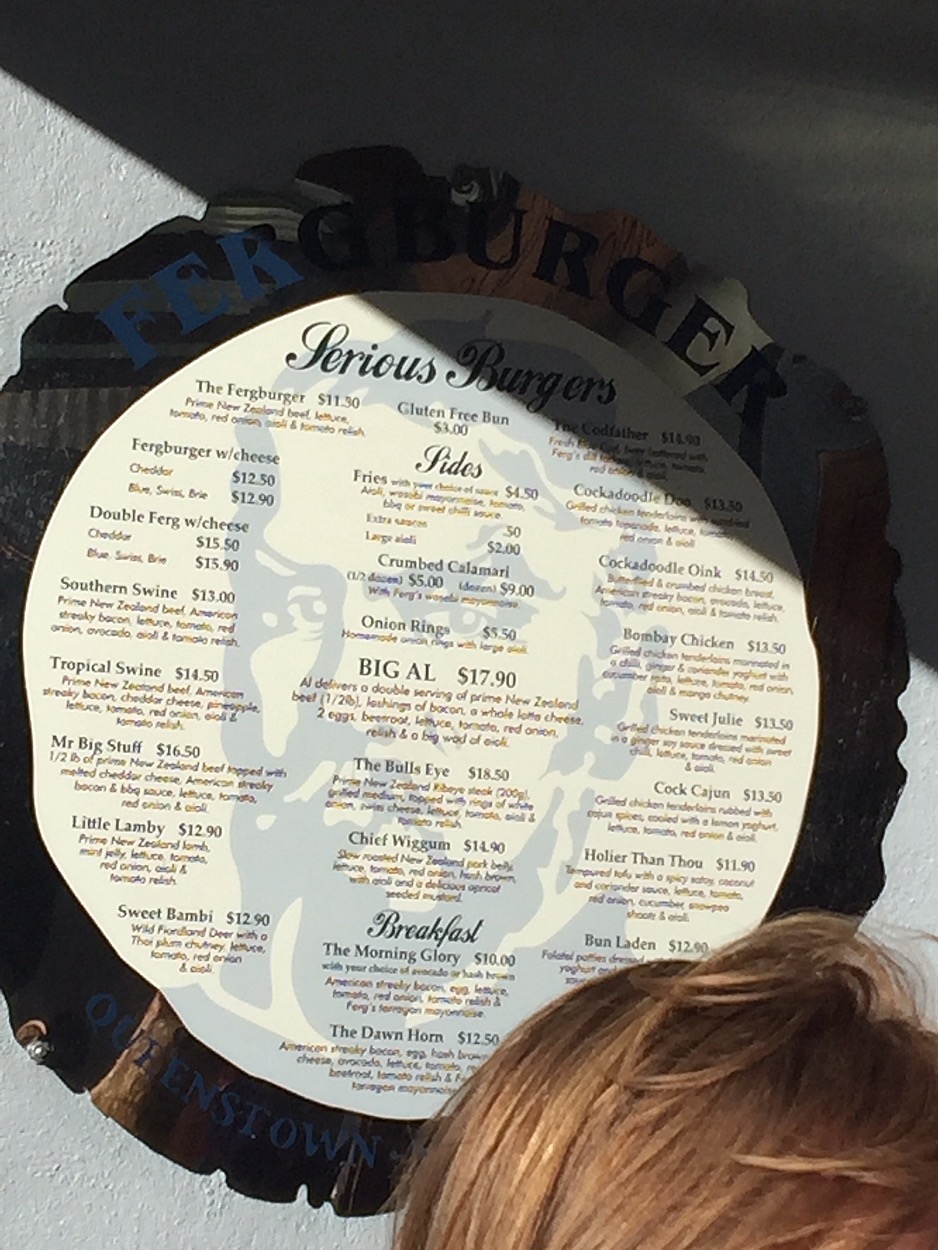 FERGBURGER
Serious Burgers
The Fergburger $11.50
Prime New Zealand beef, lettuce,
tomato, red onion, aioli & tomato relish.
Fergburger w/cheese
Cheddar $12.50
Blue, Swiss, Brie $12.90
Double Ferg w/cheese
Cheddar $15.50
Blue, Swiss, Brie $15.90
Southern Swine $13.00
Prime New Zealand beef, American
streaky bacon, lettuce, tomato, red
onion, avocado, aioli & tomato relish.
Tropical Swine $14.50
Prime New Zealand beef, American
streaky bacon, cheddar cheese, pineapple,
lettuce, tomato, red onion, aioli &
tomato relish.
Mr Big Stuff $16.50
1/2 lb of prime New Zealand beef topped with
melted cheddar cheese, American streaky
bacon & bbq sauce, lettuce, tomato,
red onion & aioli.
Little Lamby $12.90
Prime New Zealand lamb,
mint jelly, lettuce, tomato,
red onion, aioli &
tomato relish.
Sweet Bambi $12.90
Wild Fiordland Deer with a
Thai plum chutney, lettuce,
tomato, red onion
& aioli.
Gluten Free Bun
$3.00
Sides
Fries with your choice of sauce $4.50
Aioli, wasabi mayonnaise, tomato,
bbq or sweet chilli sauce.
Extra sauces .50
Large aioli $2.00
Crumbed Calamari
(1/2 dozen) $5.00 (dozen) $9.00
With Ferg's wasabi mayonnaise.
Onion Rings $5.50
Homemade onion rings with large aioli.
BIG AL $17.90
Al delivers a double serving of prime New Zealand
beef (1/2lb), lashings of bacon, a whole lotta cheese,
2 eggs, beetroot, lettuce, tomato, red onion,
relish & a big wad of aioli.
The Bulls Eye $18.50
Prime New Zealand Ribeye steak (200g),
grilled medium, topped with rings of white
onion, swiss cheese, lettuce, tomato, aioli &
tomato relish.
Chief Wiggum $14.90
Slow roasted New Zealand pork belly,
lettuce, tomato, red onion, hash brown,
with aioli and a delicious apricot
seeded mustard.
Breakfast
The Morning Glory $10.00
with your choice of avocado or hash brown
American streaky bacon, egg, lettuce,
tomato, red onion, tomato relish &
Ferg's tarragon mayonnaise.
The Dawn Horn $12.50
American streaky bacon, egg, hash brown
cheese, avocado, lettuce, tomato,
beetroot, tomato relish &
tarragon mayonnaise
The Codfather $14.90
Fresh Blue Cod, beer battered with
Ferg's dill tartare, lettuce, tomato,
red onion & aioli.
Cockadoodle Doo $13.50
Grilled chicken tenderloins with sundried
tomato tapenade, lettuce, tomato,
red onion & aioli
Cockadoodle Oink $14.50
Butterflied & crumbed chicken breast,
American streaky bacon, avocado, lettuce,
tomato, red onion, aioli & tomato relish.
Bombay Chicken $13.50
Grilled chicken tenderloins marinated in
a chilli, ginger & coriander yoghurt with
cucumber raita, lettuce, tomato, red onion,
aioli & mango chutney.
Sweet Julie $13.50
Grilled chicken tenderloins marinated
in a ginger soy sauce dressed with sweet
chilli, lettuce, tomato, red onion
& aioli.
Cock Cajun $13.50
Grilled chicken tenderloins rubbed with
cajun spices, cooled with a lemon yoghurt,
lettuce, tomato, red onion & aioli.
Holier Than Thou $11.90
Tempured tofu with a spicy satay, coconut
and coriander sauce, lettuce, tomato,
red onion, cucumber, snowpea
shoots & aioli.
Bun Laden $12.90
Falafel patties dressed
yoghurt
QUEENSTOWN